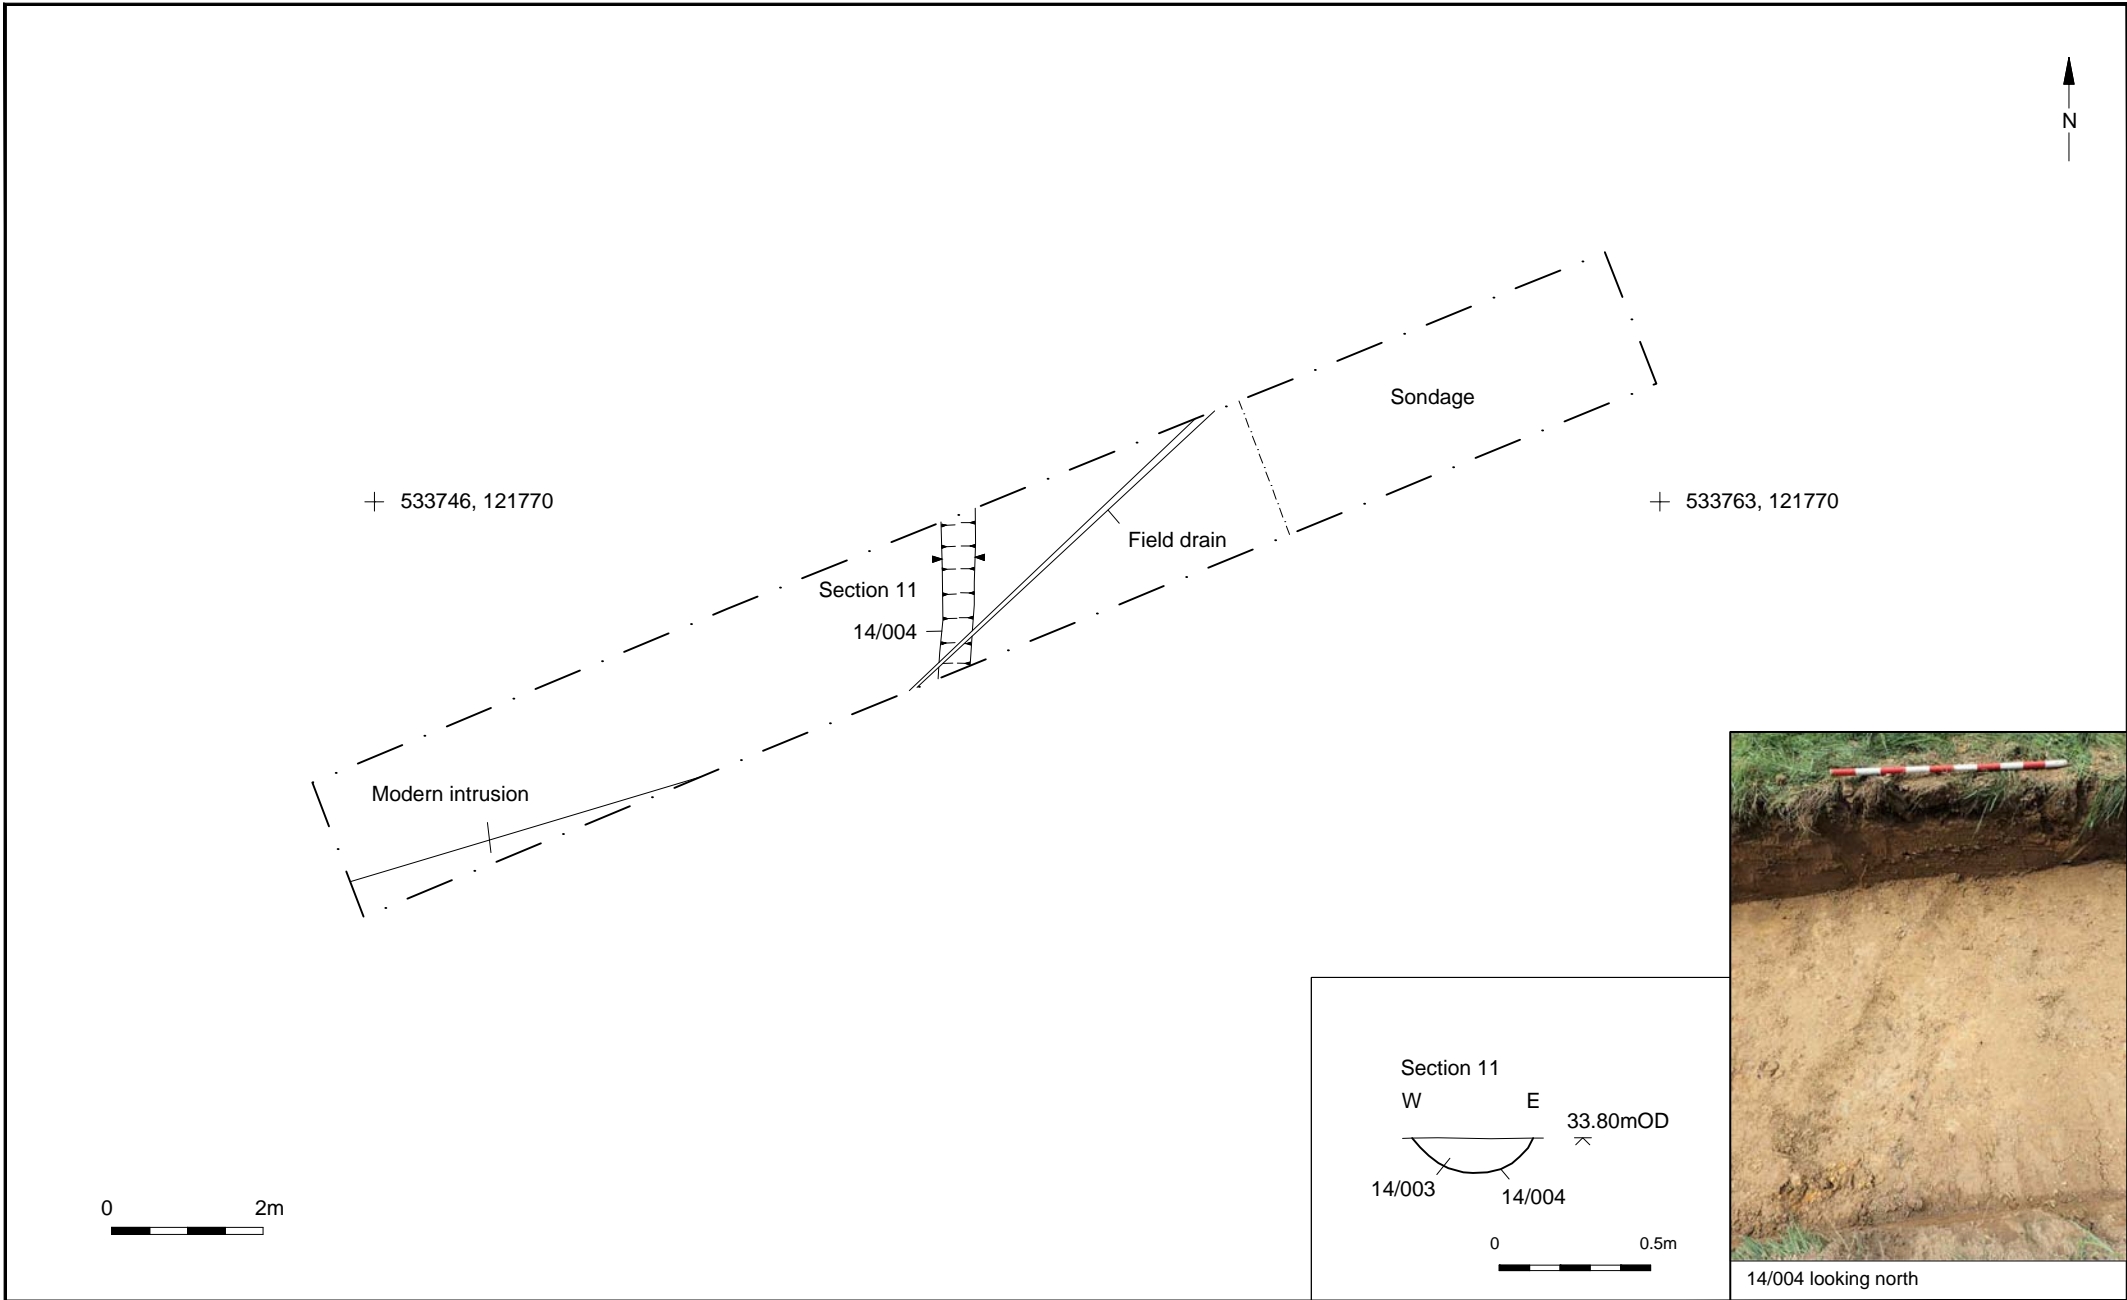 N
Sondage
533746, 121770
533763, 121770
Field drain
Section 11
14/004
Modern intrusion
Section 11
W E
33.80mOD
14/003
14/004
0 2m
0 0.5m
14/004 looking north